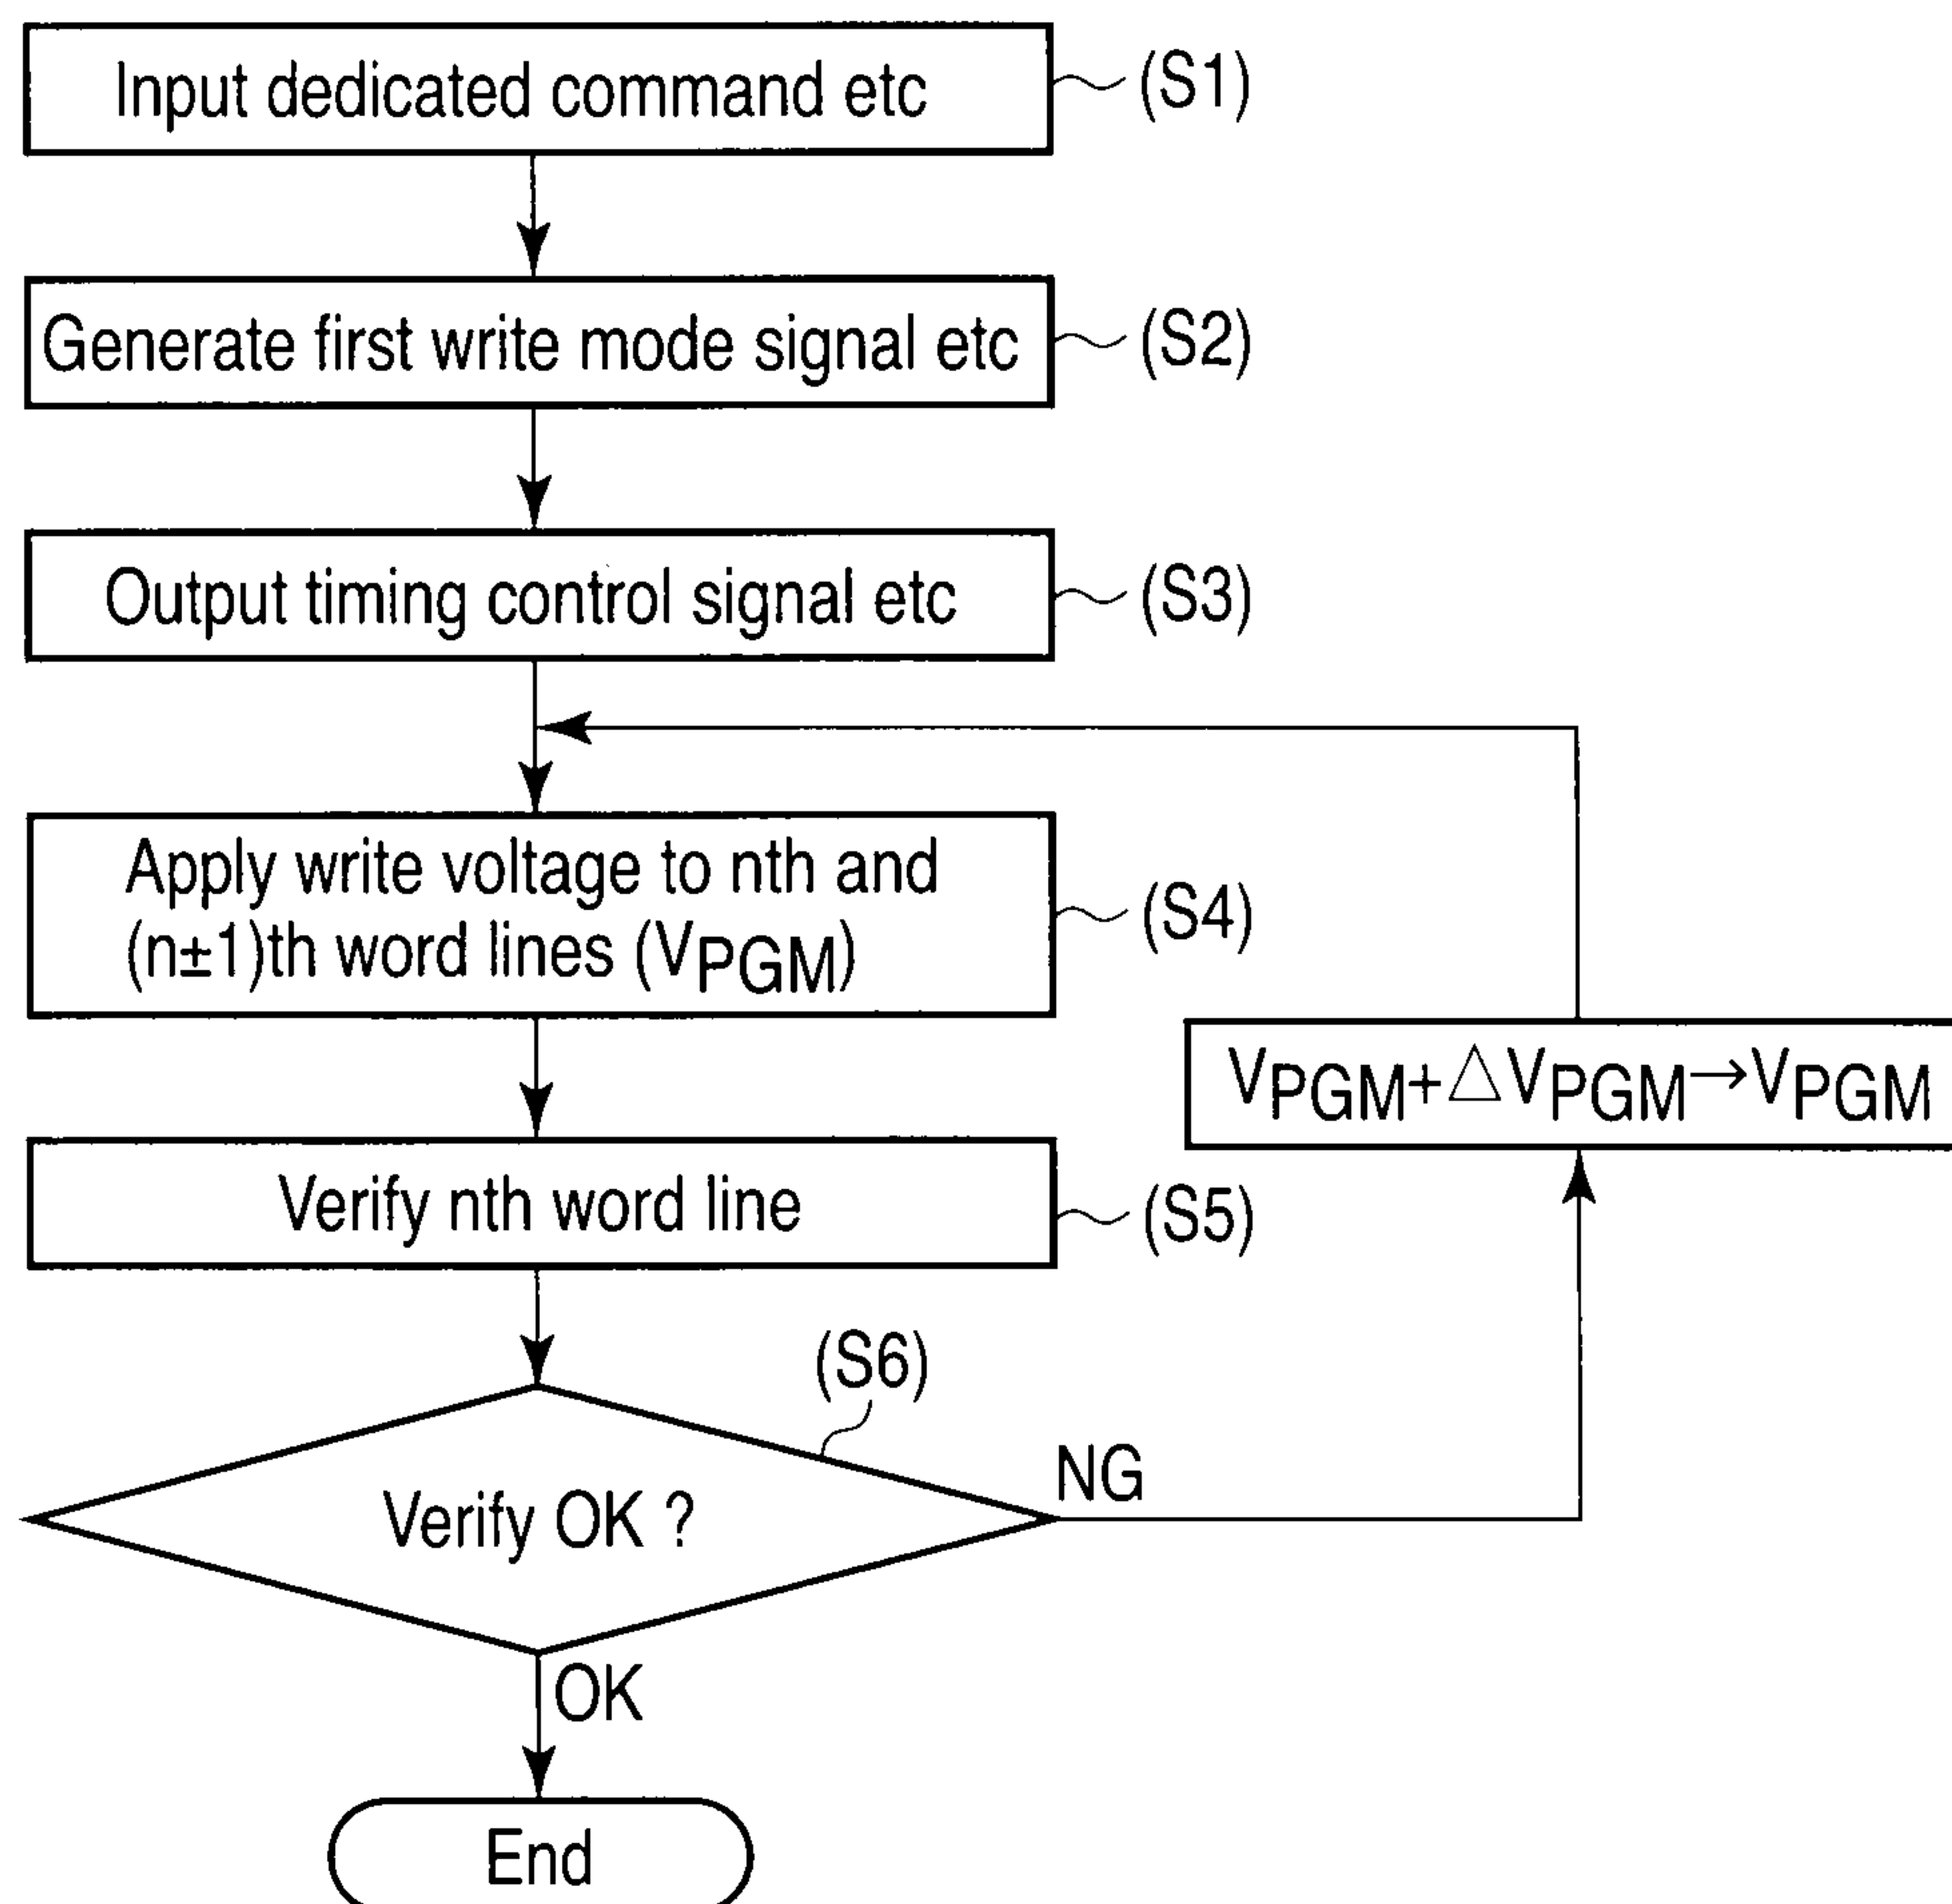 Input dedicated command etc
(S1)
Generate first write mode signal etc
(S2)
Output timing control signal etc
(S3)
Apply write voltage to nth and
(n±1)th word lines (VPGM)
(S4)
VPGM+△VPGM→VPGM
Verify nth word line
(S5)
(S6)
Verify OK ?
NG
OK
End